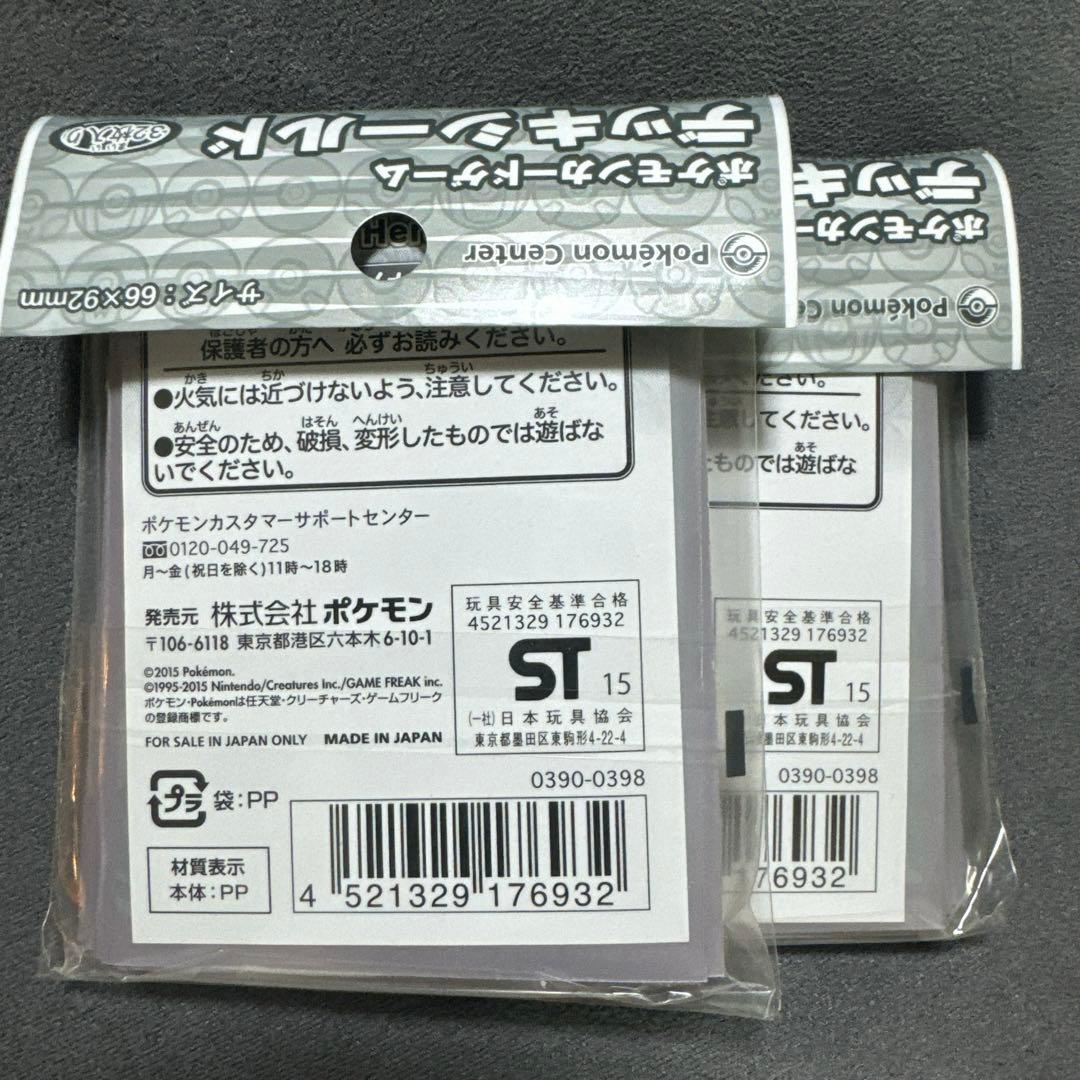 ポケモンカードゲーム
デッキシールド
32枚入り
Pokémon Center
サイズ:66×92mm
保護者の方へ 必ずお読みください。
●火気には近づけないよう、注意してください。
●安全のため、破損、変形したものでは遊ばな
いでください。
ポケモンカスタマーサポートセンター
0120-049-725
月〜金(祝日を除く)11時〜18時
発売元 株式会社 ポケモン
〒106-6118 東京都港区六本木6-10-1
©2015 Pokémon.
©1995-2015 Nintendo/Creatures Inc./GAME FREAK inc.
ポケモン・Pokémonは任天堂・クリーチャーズ・ゲームフリーク
の登録商標です。
FOR SALE IN JAPAN ONLY MADE IN JAPAN
玩具安全基準合格
4521329 176932
ST 15
(一社)日本玩具協会
東京都墨田区東駒形4-22-4
プラ 袋:PP
材質表示
本体:PP
0390-0398
4 521329 176932
ポケモンカー
デッキ
Pokémon Ce
ださい。
してください。
たものでは遊ばな
玩具安全基準合格
4521329 176932
ST 15
日本玩具協会
墨田区東駒形4-22-4
0390-0398
176932